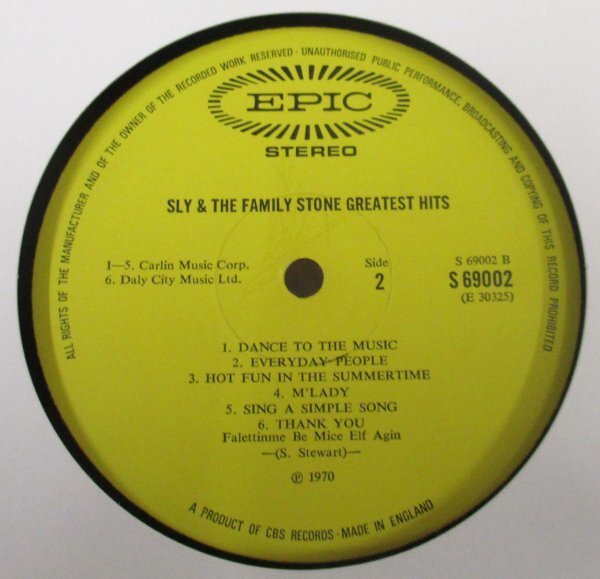 ALL RIGHTS OF THE MANUFACTURER AND OF THE OWNER OF THE RECORDED WORK RESERVED · UNAUTHORISED PUBLIC PERFORMANCE, BROADCASTING AND COPYING OF THIS RECORD PROHIBITED
EPIC
STEREO
SLY & THE FAMILY STONE GREATEST HITS
1—5. Carlin Music Corp.
6. Daly City Music Ltd.
Side
2
S 69002 B
S 69002
(E 30325)
1. DANCE TO THE MUSIC
2. EVERYDAY PEOPLE
3. HOT FUN IN THE SUMMERTIME
4. M'LADY
5. SING A SIMPLE SONG
6. THANK YOU
Falettinme Be Mice Elf Agin
—(S. Stewart)—
℗ 1970
A PRODUCT OF CBS RECORDS · MADE IN ENGLAND